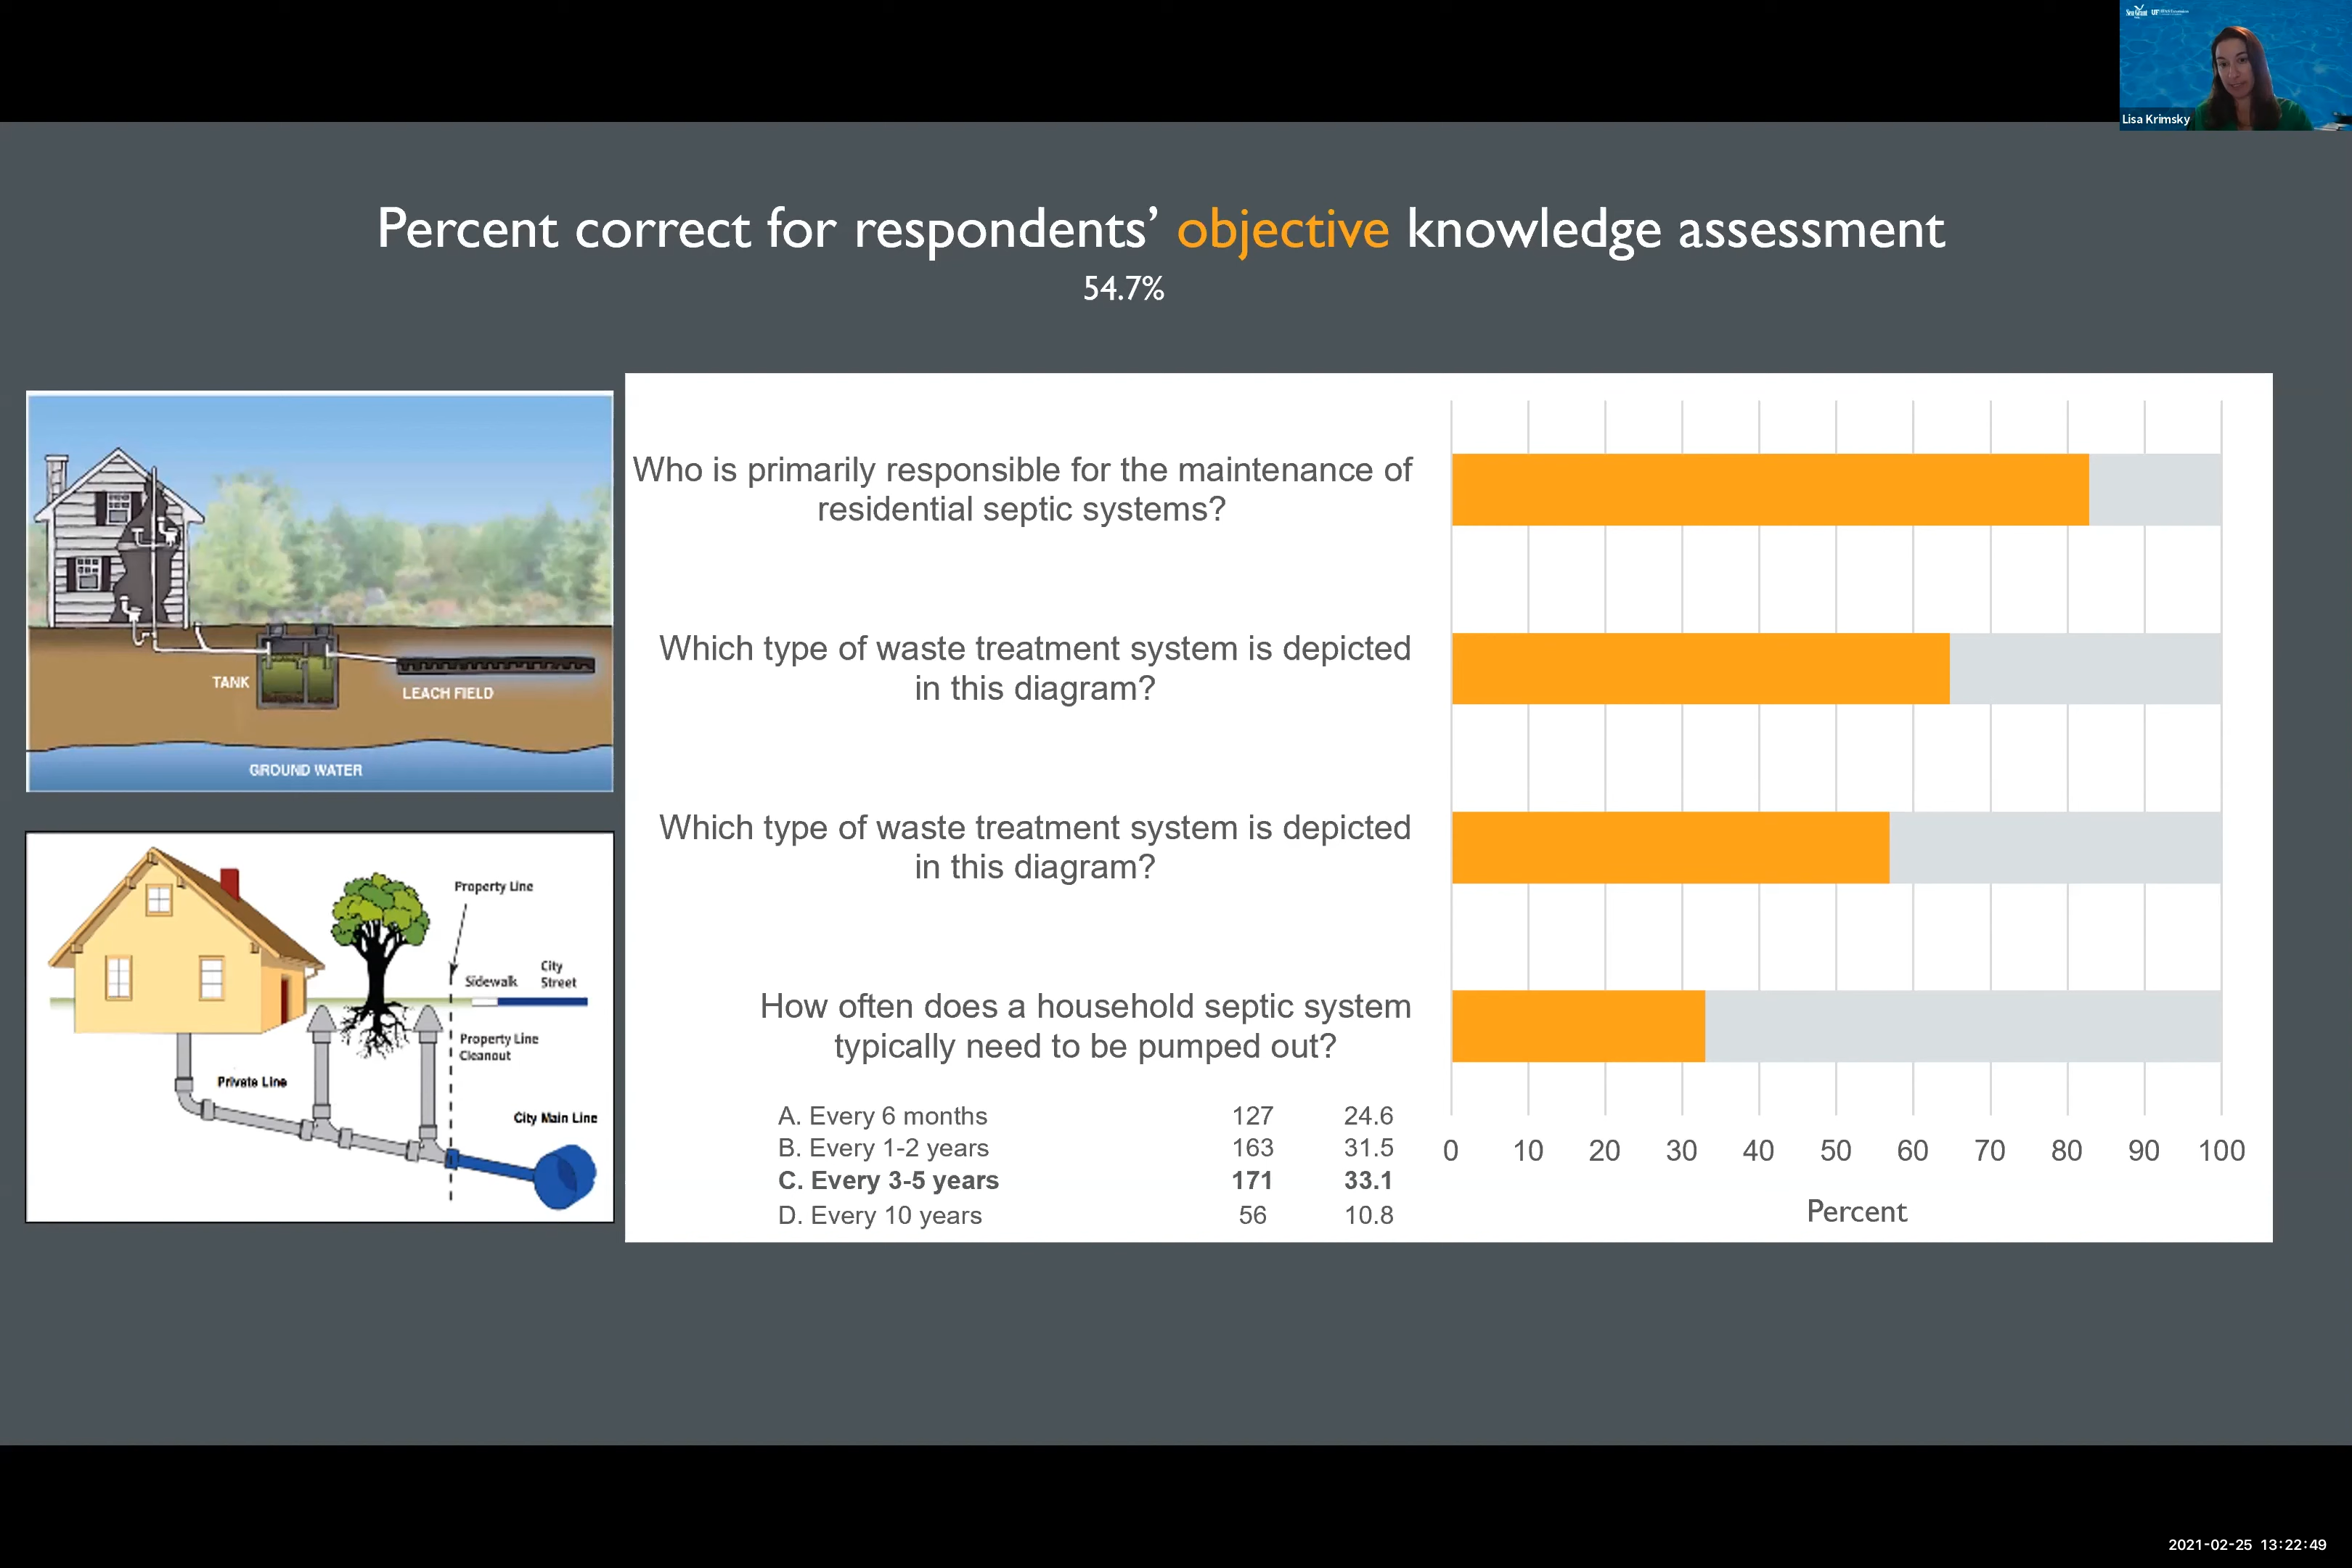 Sea Grant UF
Lisa Krimsky
Percent correct for respondents’ objective knowledge assessment
54.7%
TANK
LEACH FIELD
GROUND WATER
Property Line
Sidewalk
City
Street
Property Line
Cleanout
Private Line
City Main Line
Who is primarily responsible for the maintenance of
residential septic systems?
Which type of waste treatment system is depicted
in this diagram?
Which type of waste treatment system is depicted
in this diagram?
How often does a household septic system
typically need to be pumped out?
A. Every 6 months 127 24.6
B. Every 1-2 years 163 31.5
C. Every 3-5 years 171 33.1
D. Every 10 years 56 10.8
0 10 20 30 40 50 60 70 80 90 100
Percent
2021-02-25 13:22:49